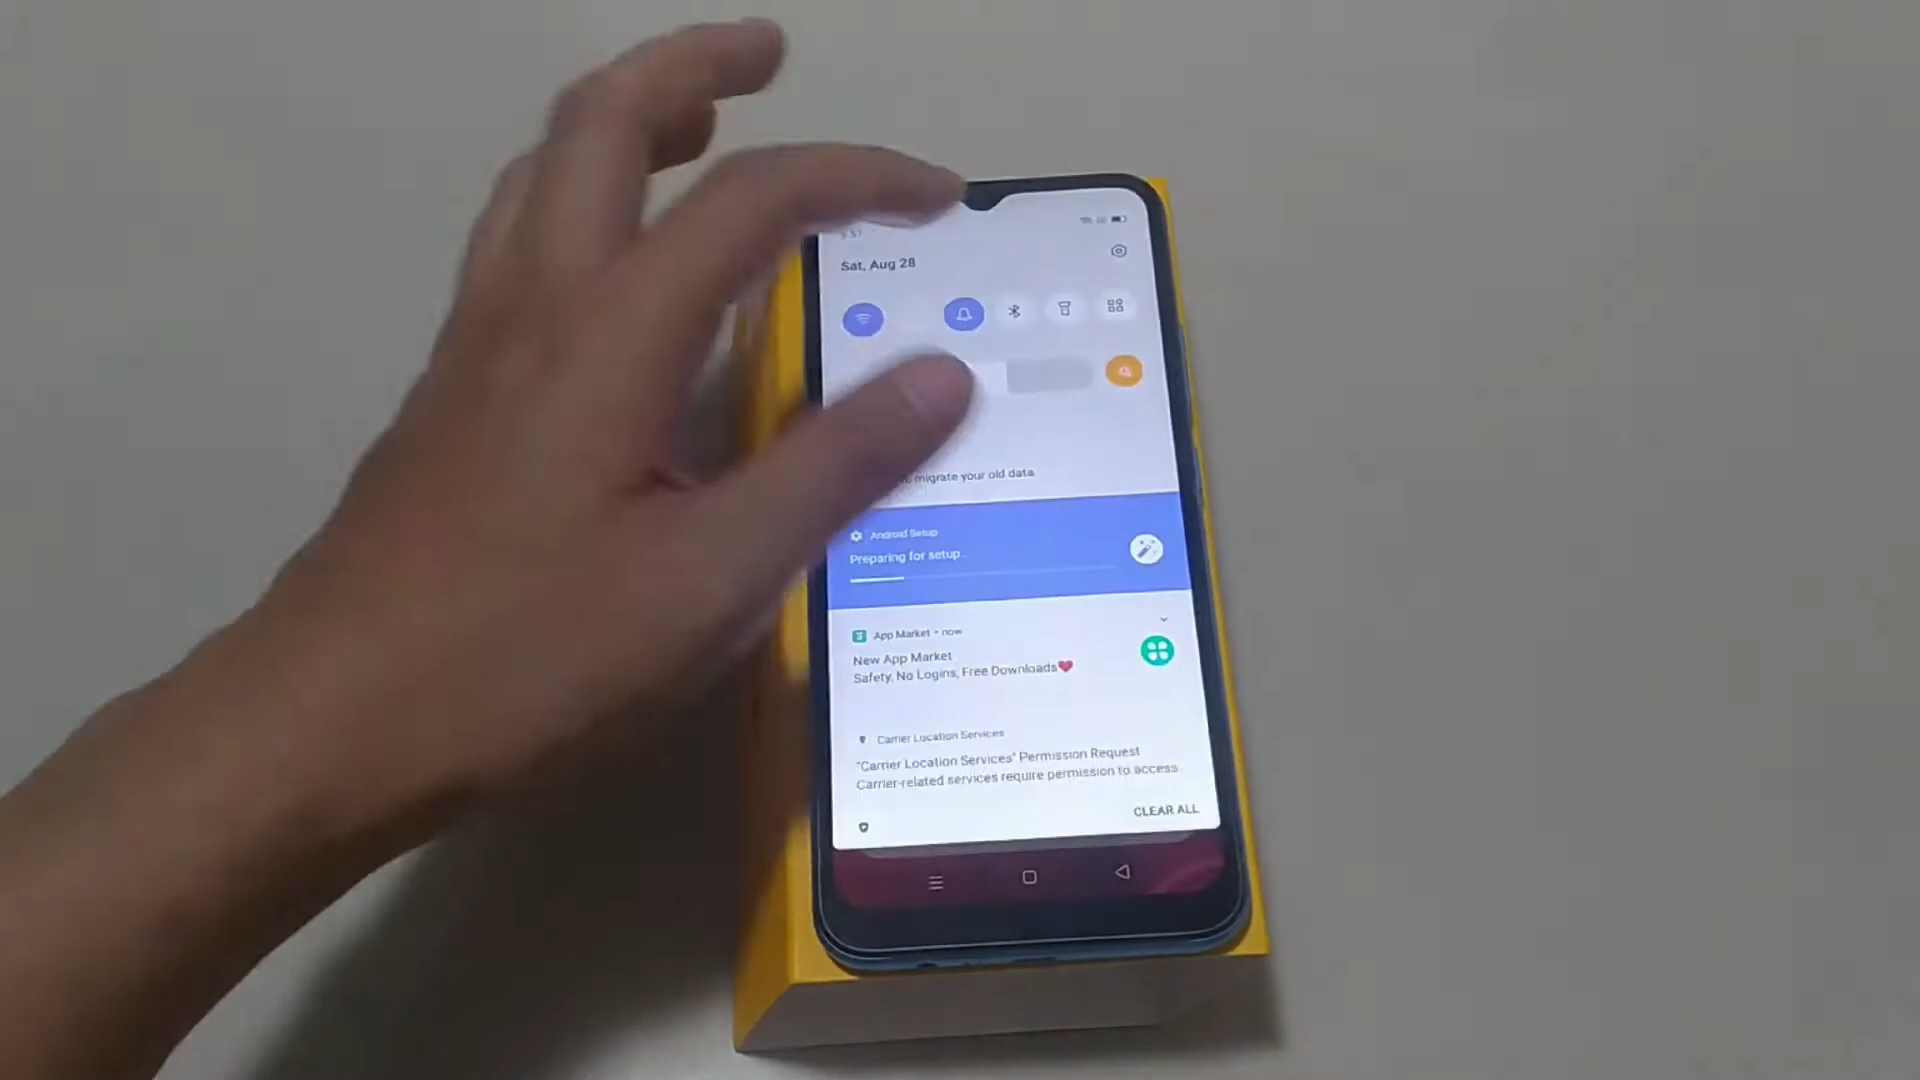 Sat, Aug 28
migrate your old data
Android Setup
Preparing for setup...
App Market • now
New App Market
Safety, No Logins, Free Downloads❤
Carrier Location Services
"Carrier Location Services" Permission Request
Carrier-related services require permission to access
CLEAR ALL